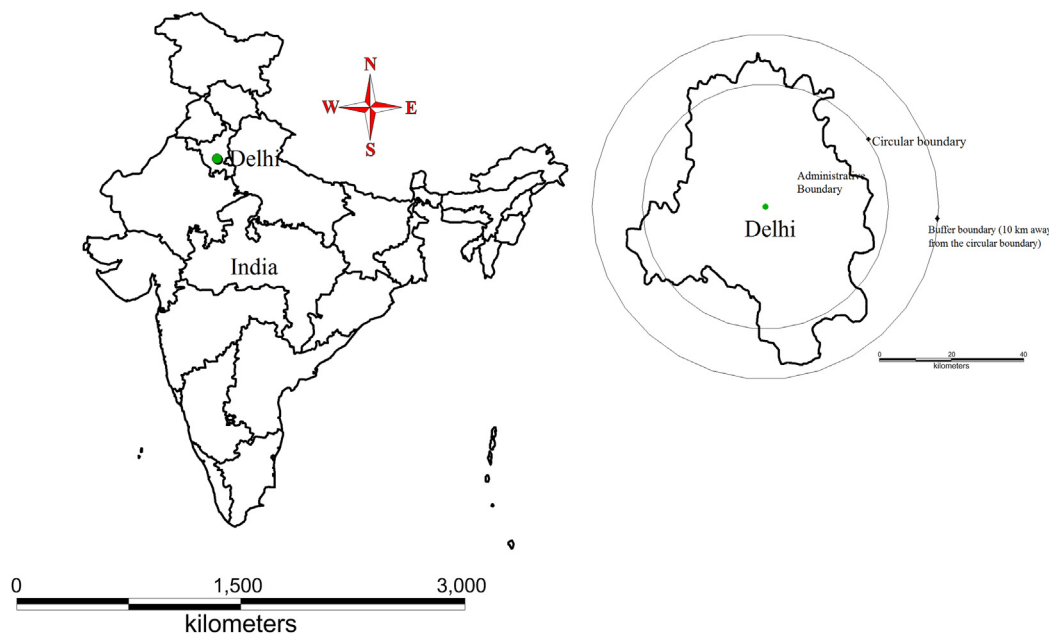 N
W
E
S
Delhi
India
0
1,500
3,000
kilometers
Circular boundary
Administrative
Boundary
Delhi
Buffer boundary (10 km away
from the circular boundary)
0
20
40
kilometers